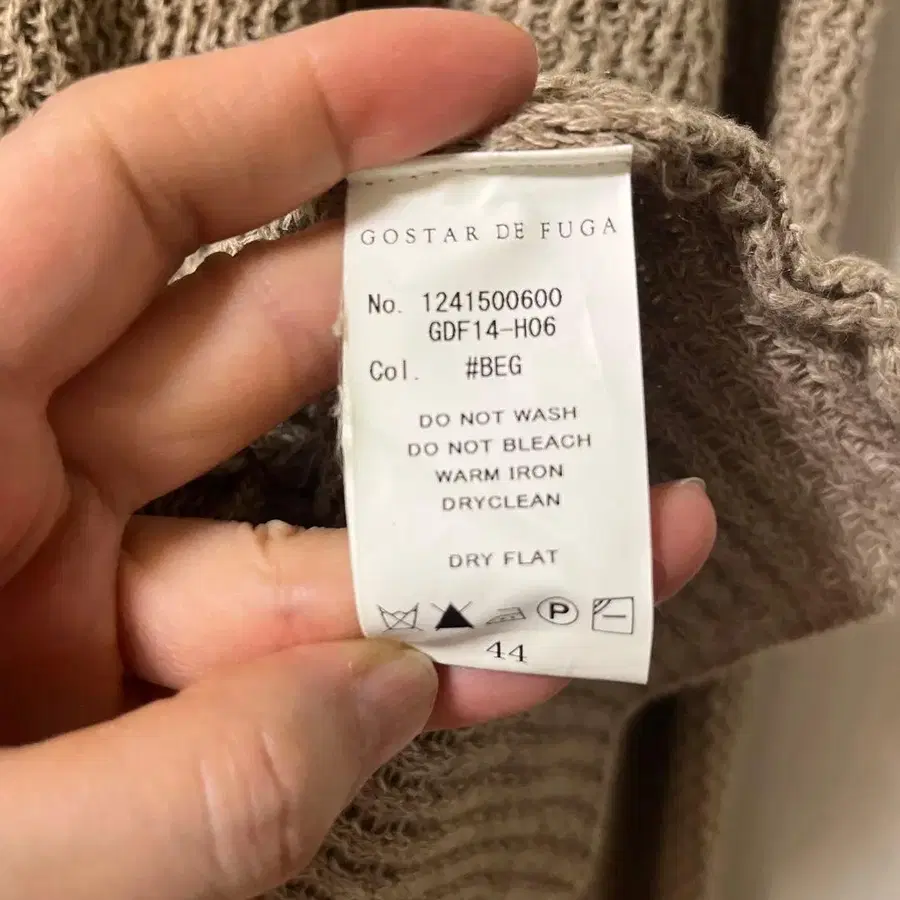 GOSTAR DE FUGA
No. 1241500600
GDF14-H06
Col. #BEG
DO NOT WASH
DO NOT BLEACH
WARM IRON
DRYCLEAN
DRY FLAT
P
44